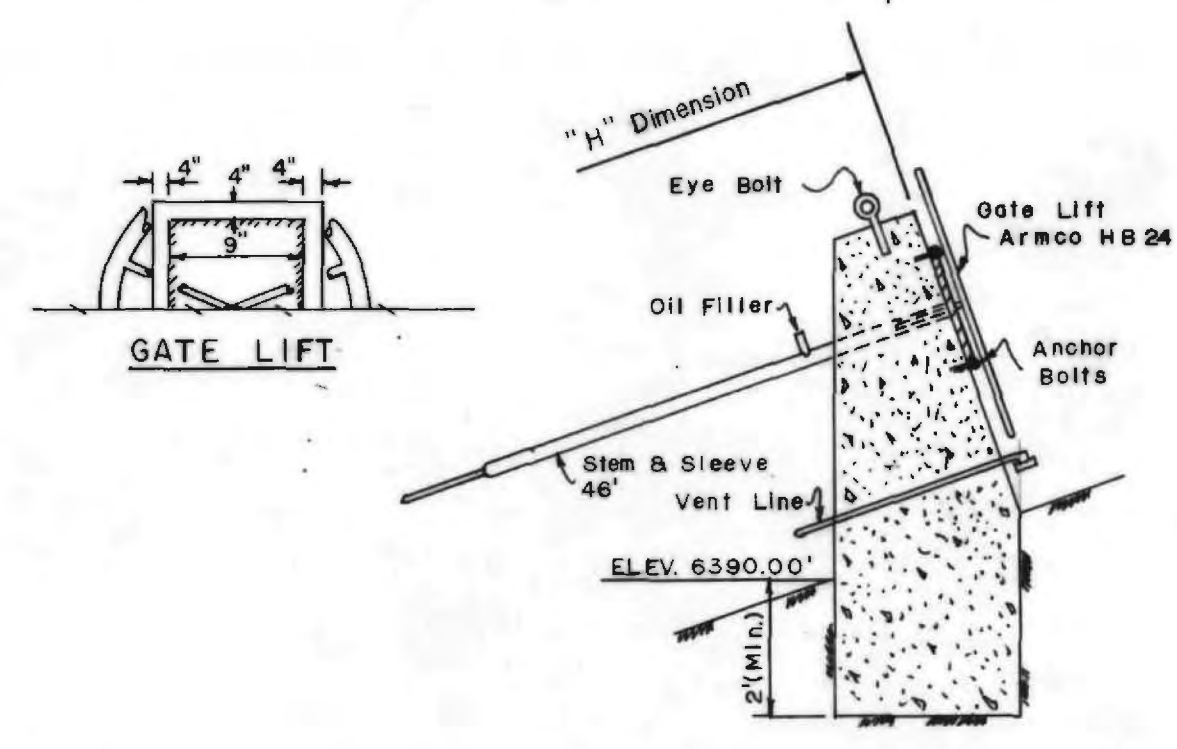 4" 4" 4"
9"
GATE LIFT
"H" Dimension
Eye Bolt
Gate Lift
Armco HB 24
Oil Filler
Anchor
Bolts
Stem & Sleeve
46'
Vent Line
ELEV. 6390.00'
2'(Min.)